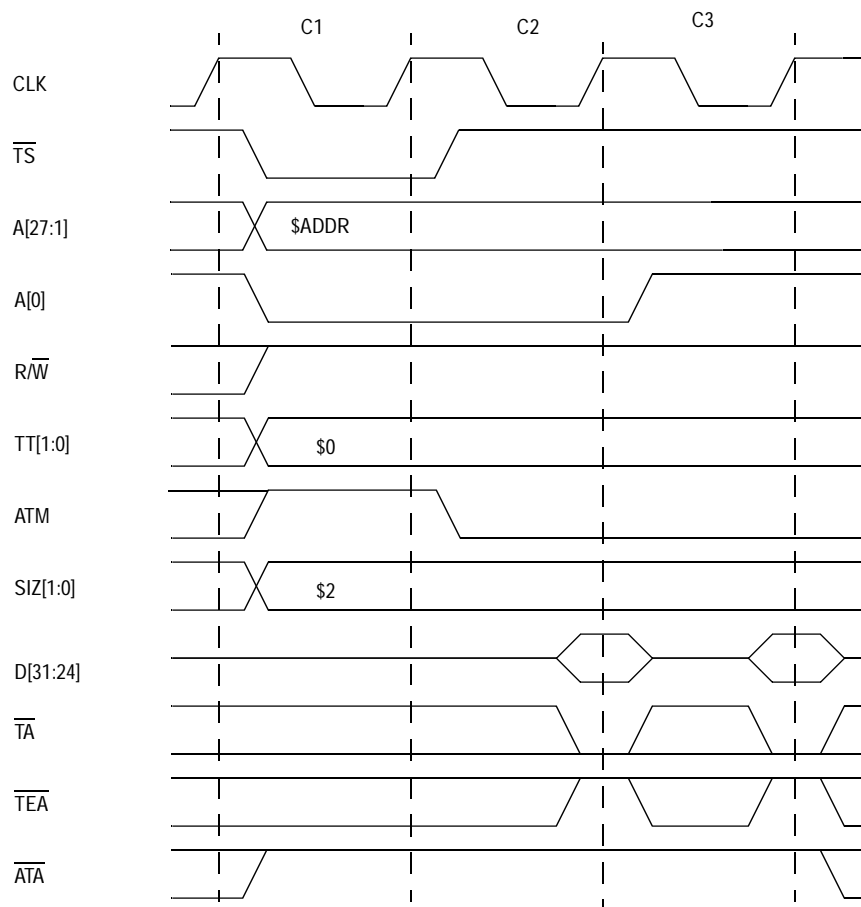 C1 C2 C3
CLK
TS
A[27:1] $ADDR
A[0]
R/W
TT[1:0] $0
ATM
SIZ[1:0] $2
D[31:24]
TA
TEA
ATA